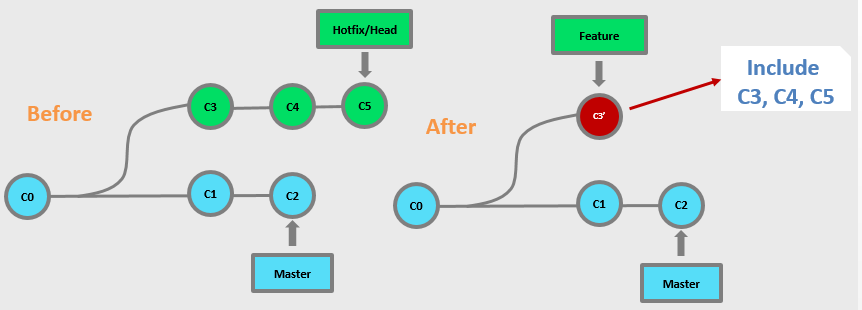 Hotfix/Head
C3
C4
C5
Before
C0
C1
C2
Master
Feature
Include
C3, C4, C5
C3'
After
C0
C1
C2
Master